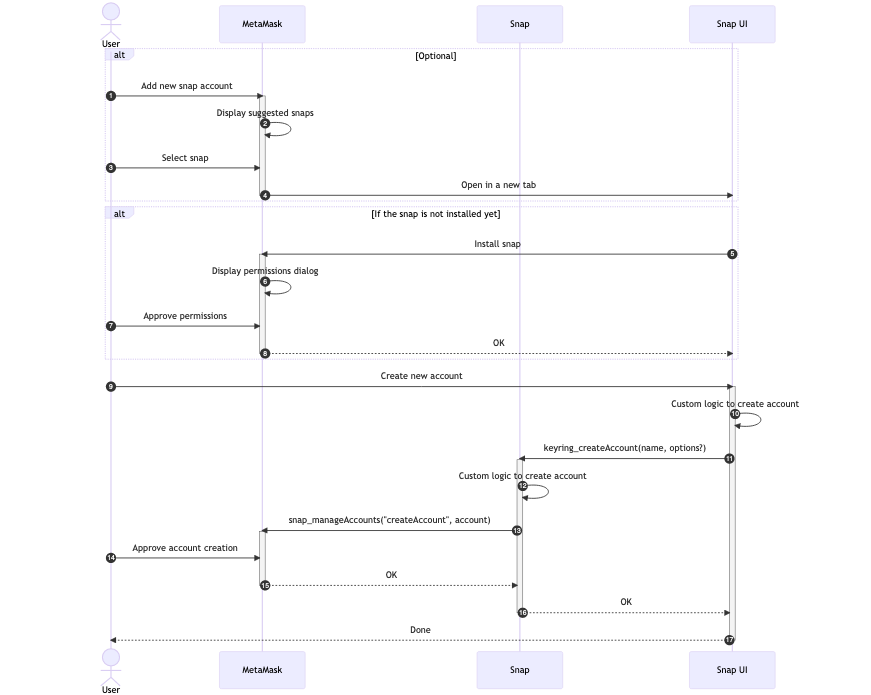 User
MetaMask
Snap
Snap UI
alt
[Optional]
Add new snap account
1
Display suggested snaps
2
Select snap
3
Open in a new tab
4
alt
[If the snap is not installed yet]
Install snap
5
Display permissions dialog
6
Approve permissions
7
OK
8
Create new account
9
Custom logic to create account
10
keyring_createAccount(name, options?)
11
Custom logic to create account
12
snap_manageAccounts("createAccount", account)
13
Approve account creation
14
OK
15
OK
16
Done
17
User
MetaMask
Snap
Snap UI